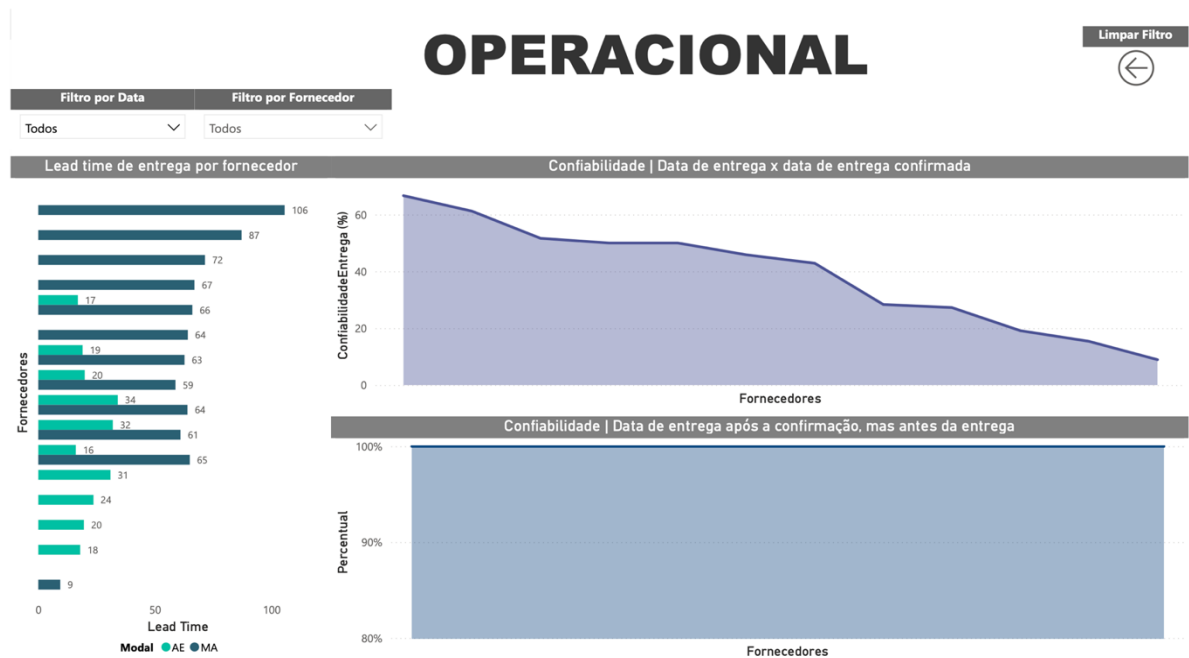 OPERACIONAL
Limpar Filtro
Filtro por Data
Filtro por Fornecedor
Todos
Todos
Lead time de entrega por fornecedor
Fornecedores
106
87
72
67
17
66
64
19
63
20
59
34
64
32
61
16
65
31
24
20
18
9
0 50 100
Lead Time
Modal AE MA
Confiabilidade | Data de entrega x data de entrega confirmada
ConfiabilidadeEntrega (%)
60
40
20
0
Fornecedores
Confiabilidade | Data de entrega após a confirmação, mas antes da entrega
Percentual
100%
90%
80%
Fornecedores